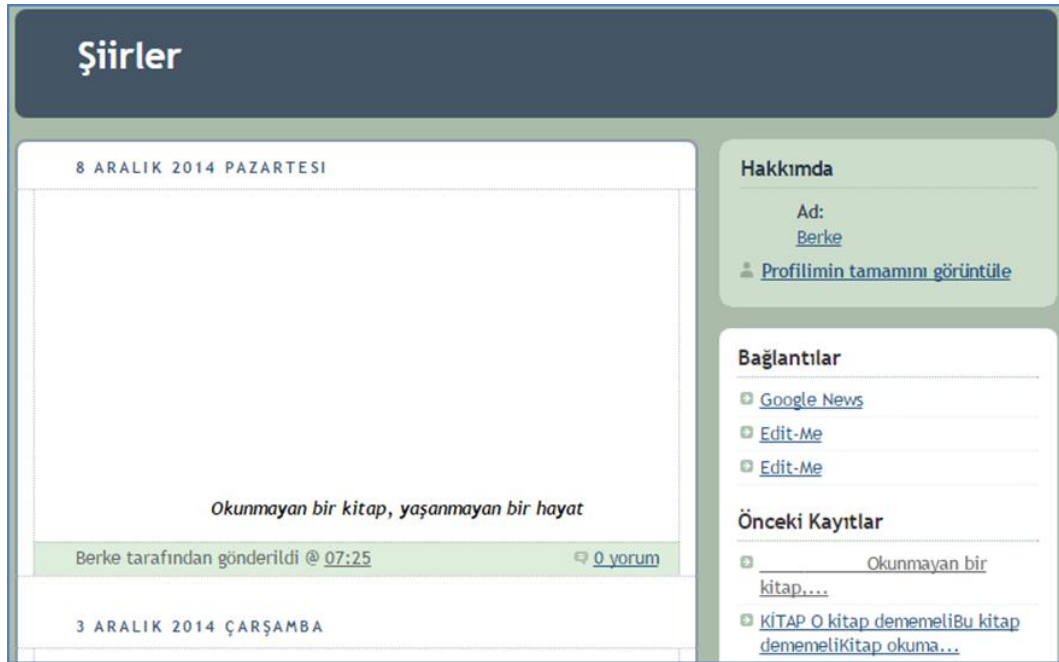 Şiirler
8 ARALIK 2014 PAZARTESI
Okunmayan bir kitap, yaşanmayan bir hayat
Berke tarafından gönderildi @ 07:25
0 yorum
3 ARALIK 2014 ÇARŞAMBA
Hakkımda
Ad:
Berke
Profilimin tamamını görüntüle
Bağlantılar
Google News
Edit-Me
Edit-Me
Önceki Kayıtlar
Okunmayan bir
kitap,...
KİTAP O kitap dememeliBu kitap
dememeliKitap okuma...